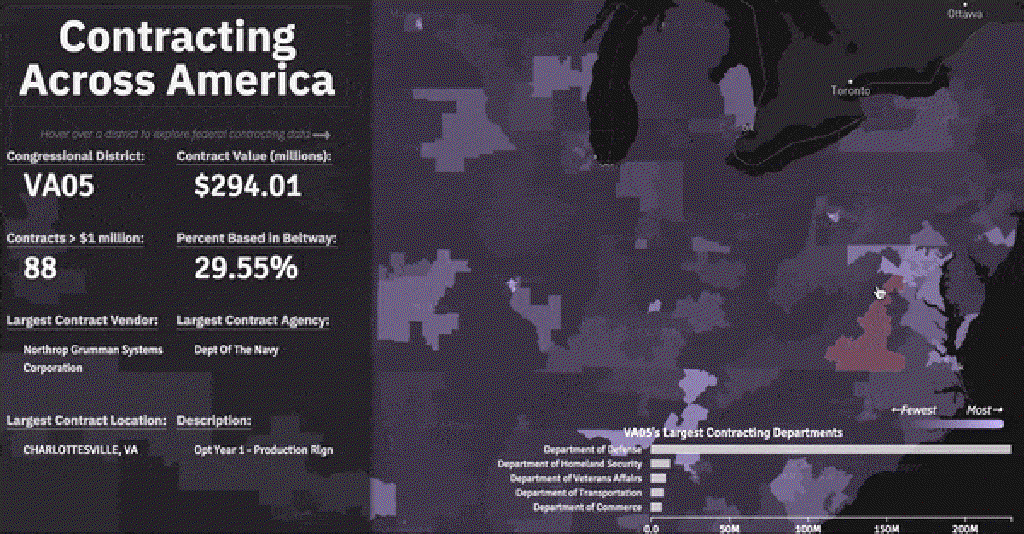 Contracting
Across America
Hover over a district to explore federal contracting data→
Congressional District:
VA05
Contract Value (millions):
$294.01
Contracts > $1 million:
88
Percent Based in Beltway:
29.55%
Largest Contract Vendor:
Northrop Grumman Systems
Corporation
Largest Contract Agency:
Dept Of The Navy
Largest Contract Location:
CHARLOTTESVILLE, VA
Description:
Opt Year 1 - Production Rlgn
Ottawa
Toronto
←Fewest Most→
VA05's Largest Contracting Departments
Department of Defense
Department of Homeland Security
Department of Veterans Affairs
Department of Transportation
Department of Commerce
0.0 50M 100M 150M 200M